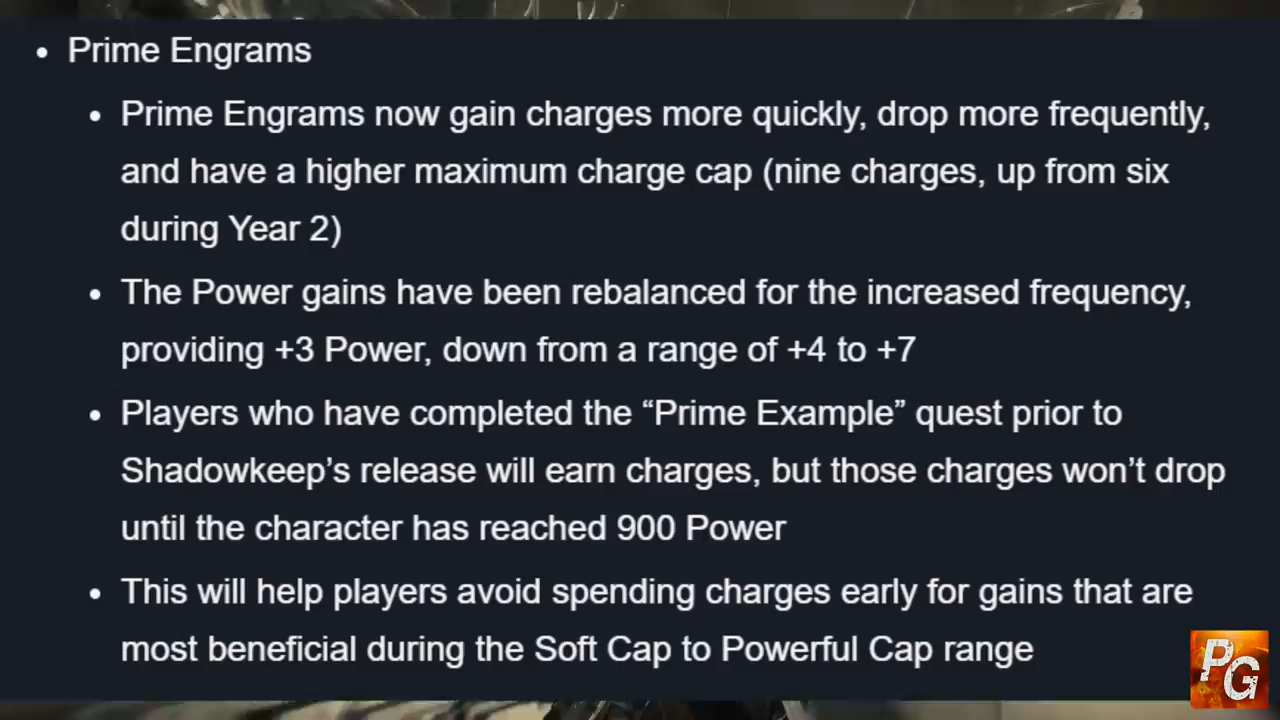 • Prime Engrams
• Prime Engrams now gain charges more quickly, drop more frequently,
and have a higher maximum charge cap (nine charges, up from six
during Year 2)
• The Power gains have been rebalanced for the increased frequency,
providing +3 Power, down from a range of +4 to +7
• Players who have completed the “Prime Example” quest prior to
Shadowkeep’s release will earn charges, but those charges won’t drop
until the character has reached 900 Power
• This will help players avoid spending charges early for gains that are
most beneficial during the Soft Cap to Powerful Cap range
PG